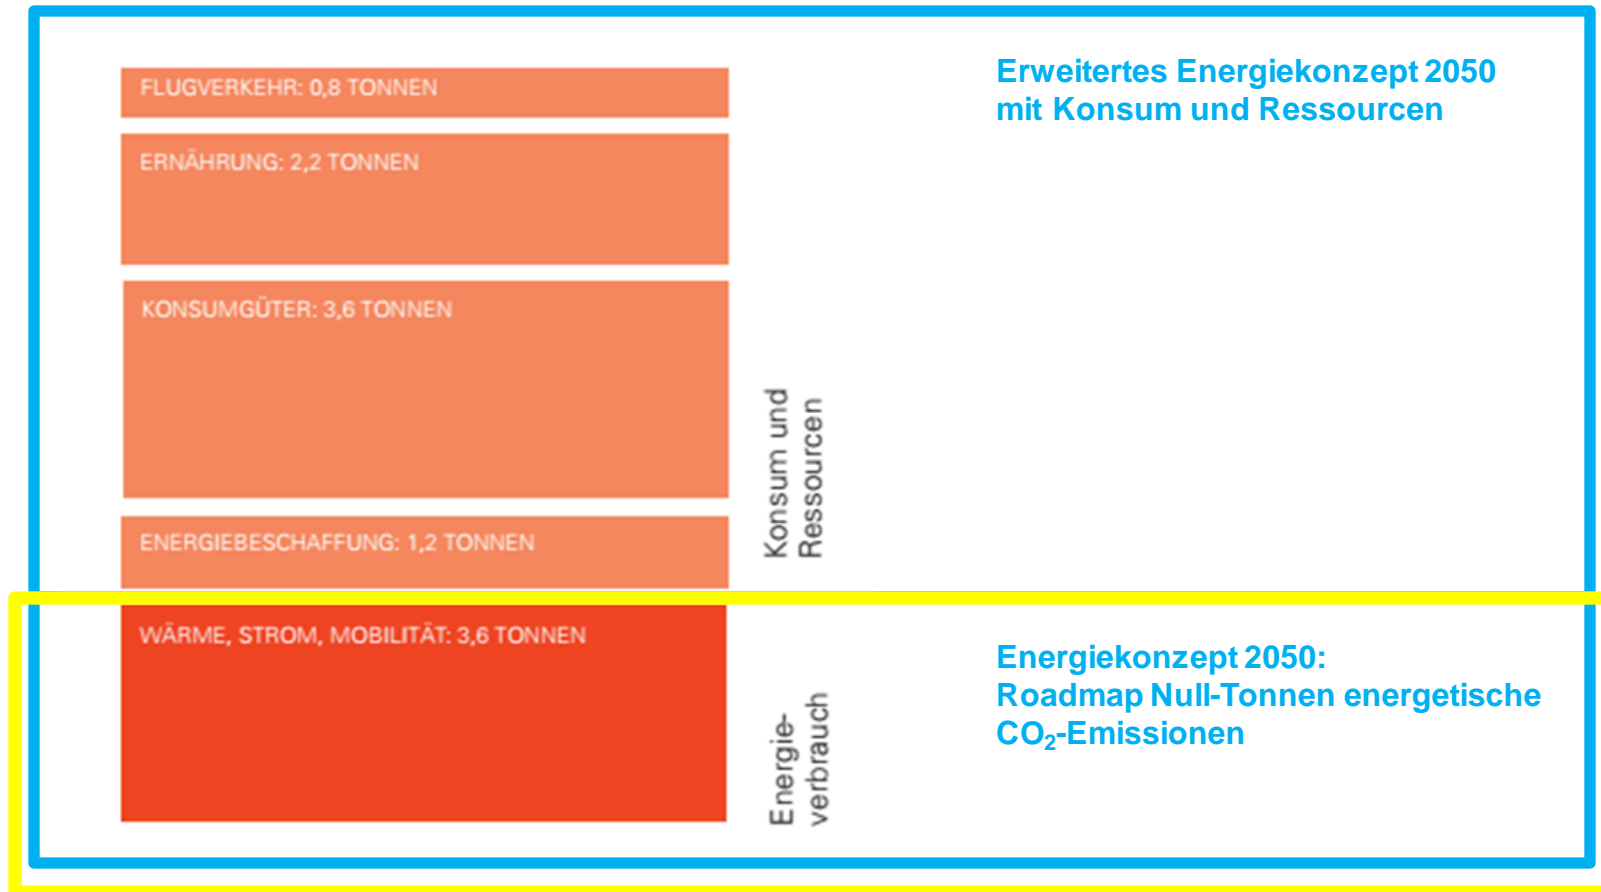 FLUGVERKEHR: 0,8 TONNEN
ERNÄHRUNG: 2,2 TONNEN
KONSUMGÜTER: 3,6 TONNEN
ENERGIEBESCHAFFUNG: 1,2 TONNEN
WÄRME, STROM, MOBILITÄT: 3,6 TONNEN
Konsum und
Ressourcen
Energie-
verbrauch
Erweitertes Energiekonzept 2050
mit Konsum und Ressourcen
Energiekonzept 2050:
Roadmap Null-Tonnen energetische
CO₂-Emissionen